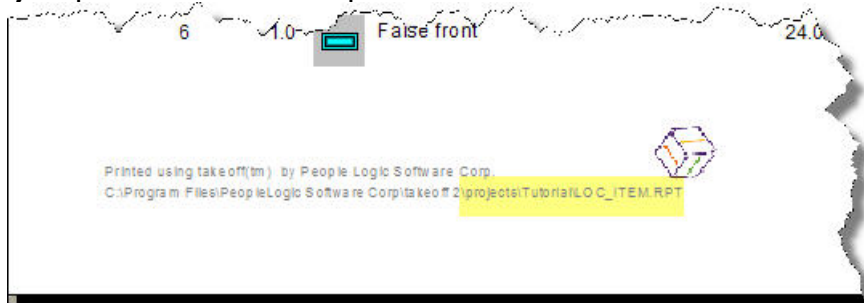 6 1.0 False front 24.0
Printed using takeoff(tm) by People Logic Software Corp.
C:\Program Files\PeopleLogic Software Corp\takeoff 2\projects\Tutorial\LOC_ITEM.RPT